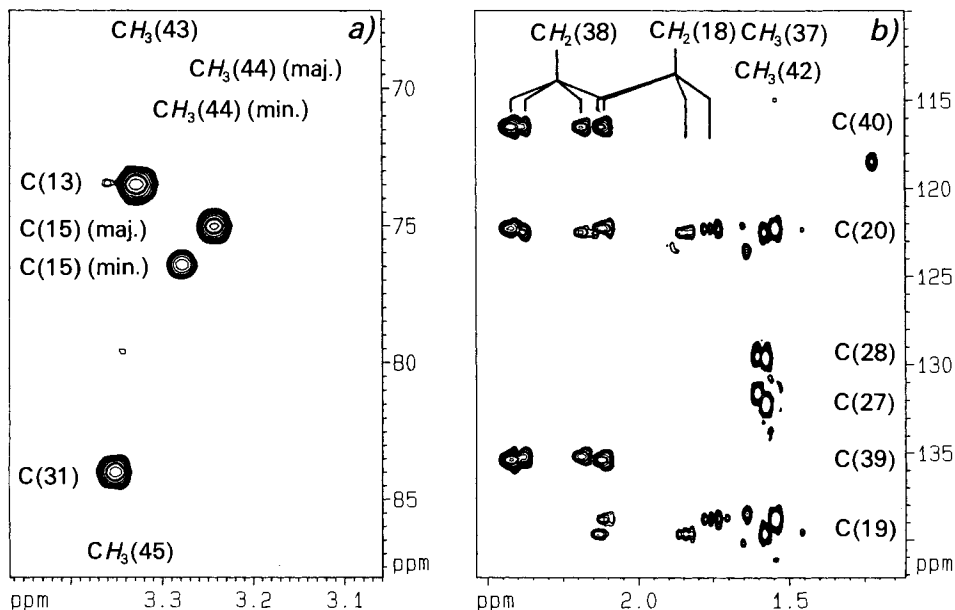 CH₃(43)
a)
CH₃(44) (maj.)
CH₃(44) (min.)
C(13)
C(15) (maj.)
C(15) (min.)
C(31)
CH₃(45)
70
75
80
85
ppm
ppm
3.3
3.2
3.1
CH₂(38)
CH₂(18)
CH₃(37)
b)
CH₃(42)
C(40)
C(20)
C(28)
C(27)
C(39)
C(19)
115
120
125
130
135
ppm
ppm
2.0
1.5